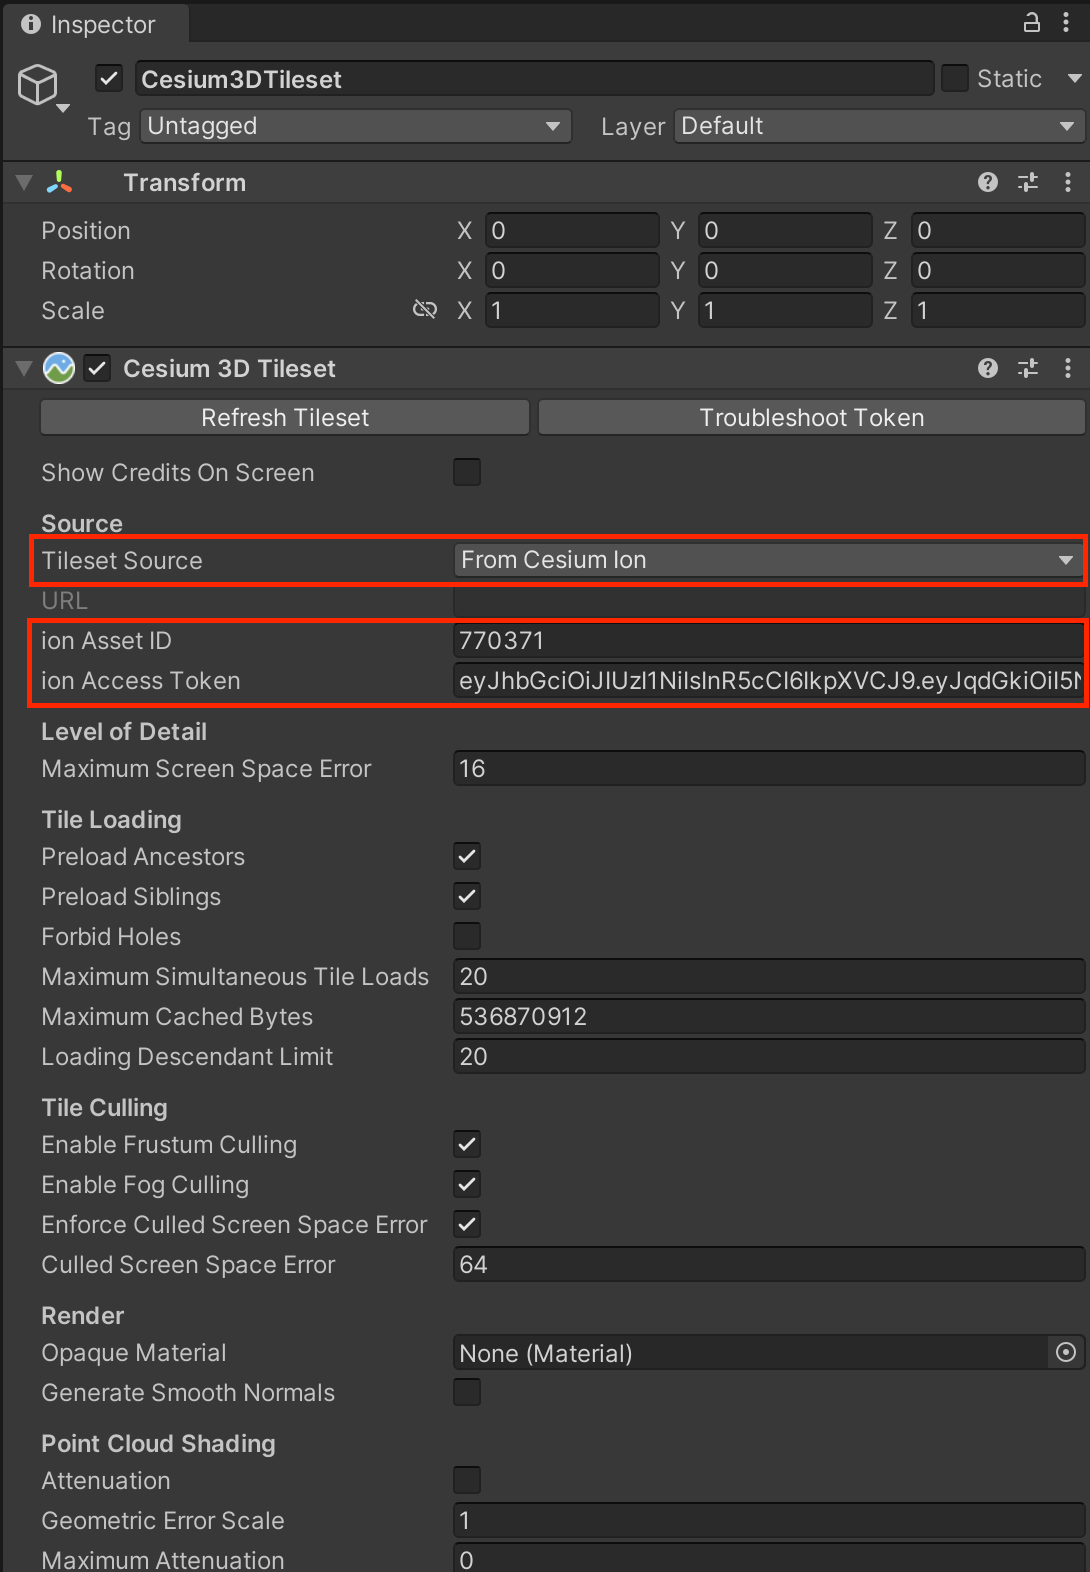 Inspector
Cesium3DTileset Static
Tag Untagged Layer Default
Transform
Position X 0 Y 0 Z 0
Rotation X 0 Y 0 Z 0
Scale X 1 Y 1 Z 1
Cesium 3D Tileset
Refresh Tileset Troubleshoot Token
Show Credits On Screen
Source
Tileset Source From Cesium Ion
URL
ion Asset ID 770371
ion Access Token eyJhbGciOiJIUzI1NiIsInR5cCI6IkpXVCJ9.eyJqdGkiOiI5N
Level of Detail
Maximum Screen Space Error 16
Tile Loading
Preload Ancestors
Preload Siblings
Forbid Holes
Maximum Simultaneous Tile Loads 20
Maximum Cached Bytes 536870912
Loading Descendant Limit 20
Tile Culling
Enable Frustum Culling
Enable Fog Culling
Enforce Culled Screen Space Error
Culled Screen Space Error 64
Render
Opaque Material None (Material)
Generate Smooth Normals
Point Cloud Shading
Attenuation
Geometric Error Scale 1
Maximum Attenuation 0